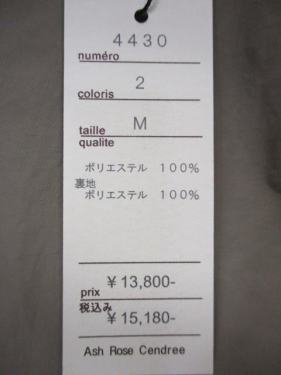 4430
numéro
2
coloris
M
taille
qualite
ポリエステル 100%
裏地
ポリエステル 100%
¥13,800-
prix
税込み
¥15,180-
Ash Rose Cendree